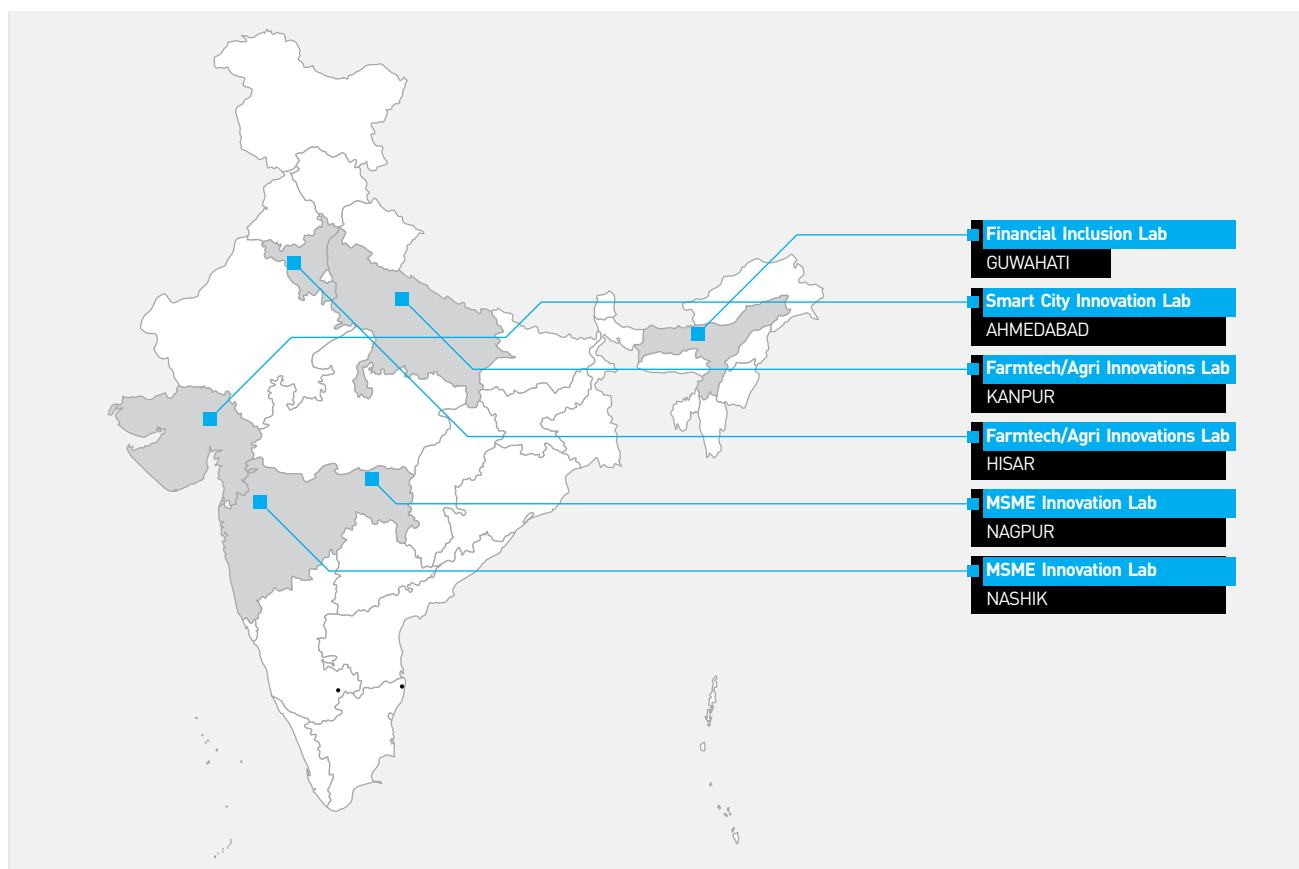 Financial Inclusion Lab
GUWAHATI
Smart City Innovation Lab
AHMEDABAD
Farmtech/Agri Innovations Lab
KANPUR
Farmtech/Agri Innovations Lab
HISAR
MSME Innovation Lab
NAGPUR
MSME Innovation Lab
NASHIK